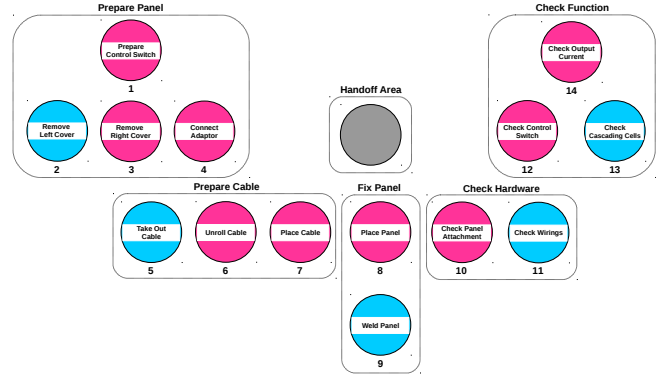 Prepare Panel
Prepare
Control Switch
1
Remove
Left Cover
2
Remove
Right Cover
3
Connect
Adaptor
4
Handoff Area
Check Function
Check Output
Current
14
Check Control
Switch
12
Check
Cascading Cells
13
Prepare Cable
Take Out
Cable
5
Unroll Cable
6
Place Cable
7
Fix Panel
Place Panel
8
Weld Panel
9
Check Hardware
Check Panel
Attachment
10
Check Wirings
11